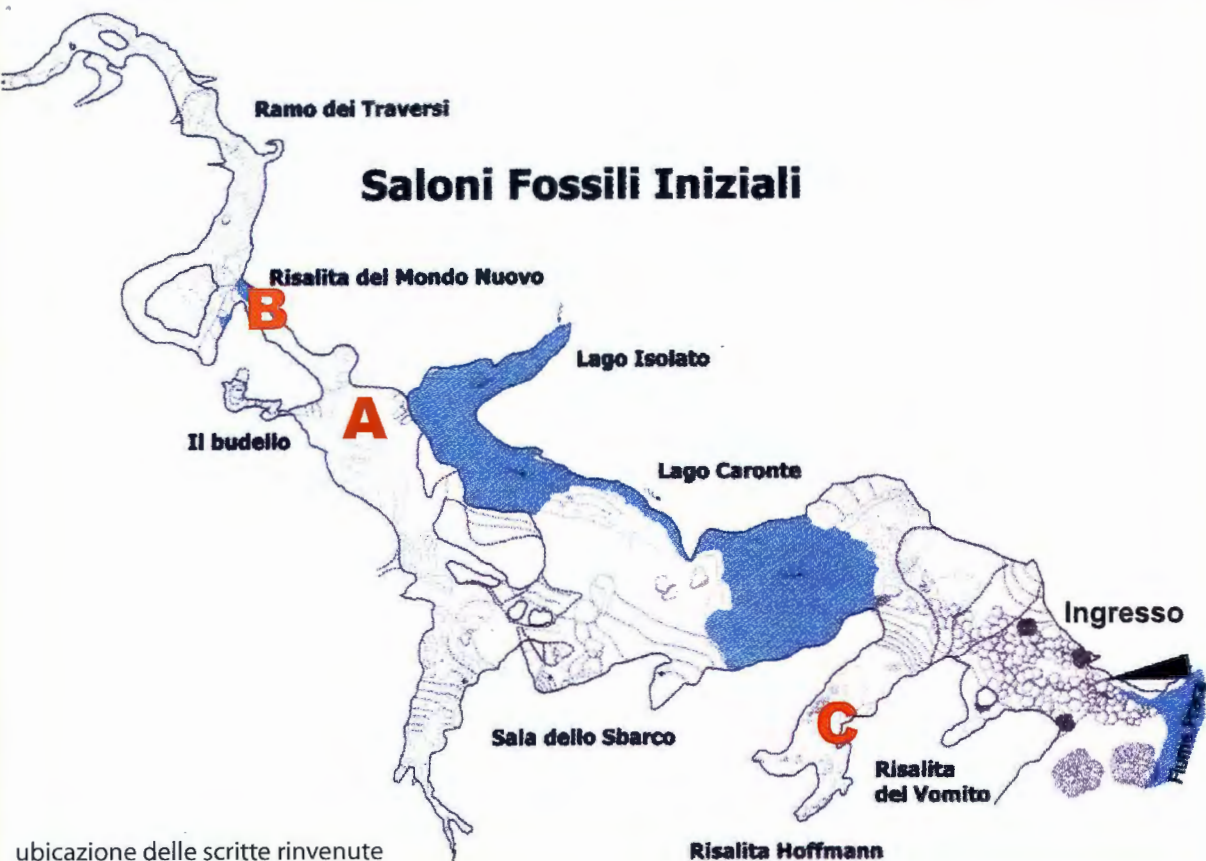 Ramo dei Traversi
Saloni Fossili Iniziali
Risalita del Mondo Nuovo
B
Lago Isolato
A
Il budello
Lago Caronte
Ingresso
Sala dello Sbarco
C
Risalita
del Vomito
Fiume
ubicazione delle scritte rinvenute
Risalita Hoffmann